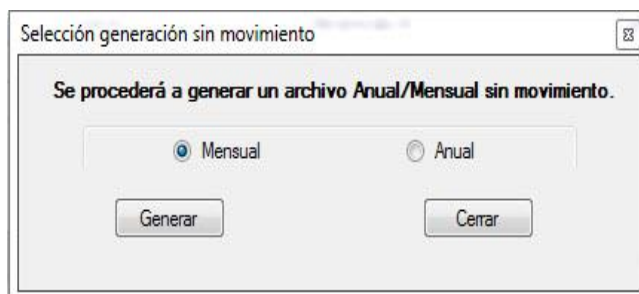 Selección generación sin movimiento
Se procederá a generar un archivo Anual/Mensual sin movimiento.
Mensual Anual
Generar Cerrar